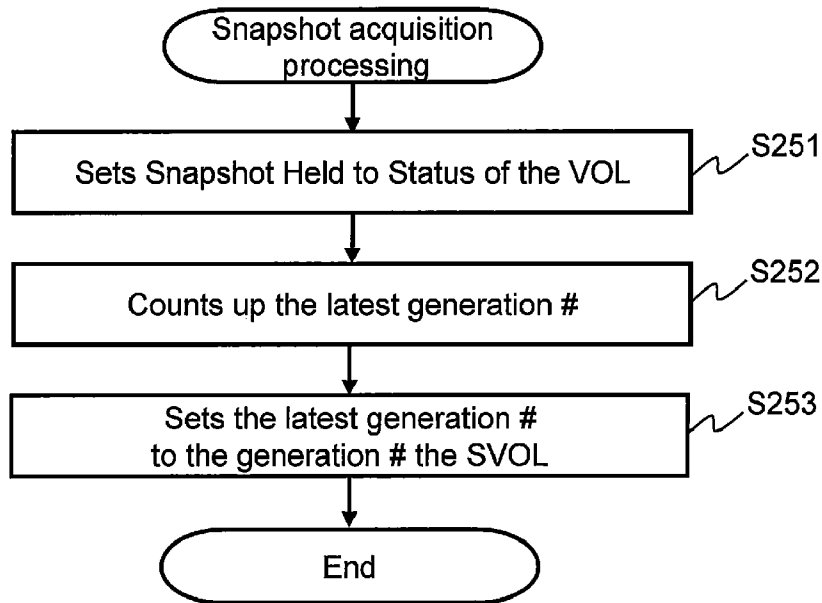 Snapshot acquisition
processing
Sets Snapshot Held to Status of the VOL
S251
Counts up the latest generation #
S252
Sets the latest generation #
to the generation # the SVOL
S253
End